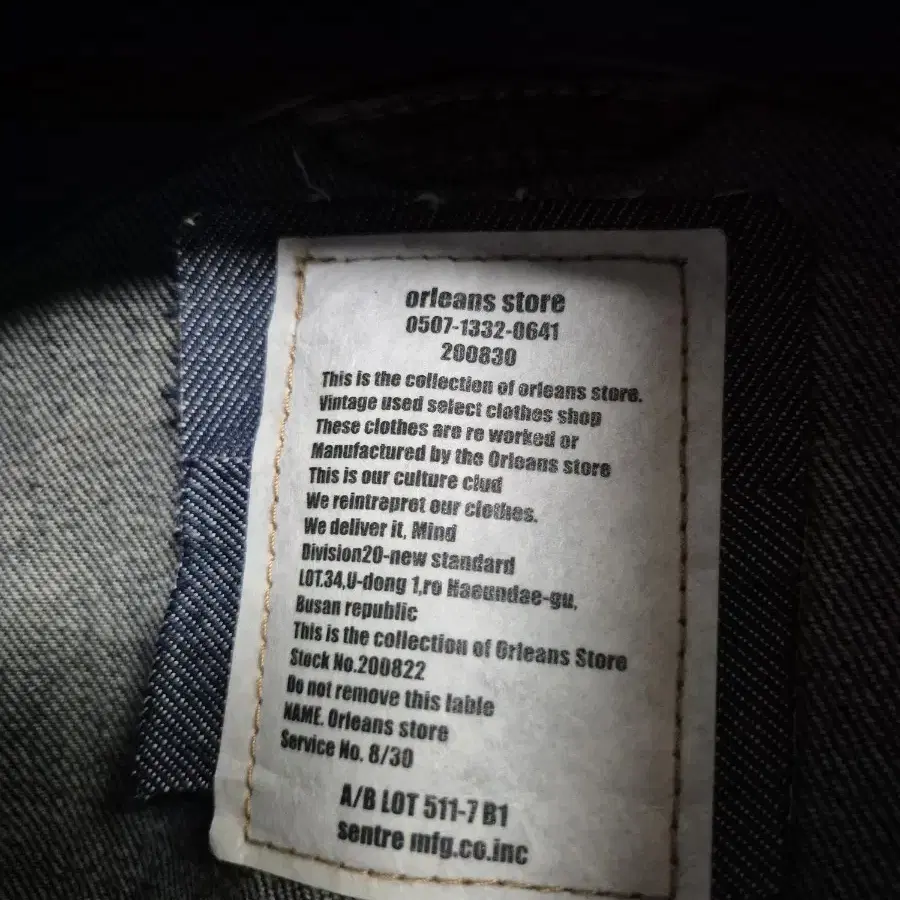 orleans store
0507-1332-0641
200830
This is the collection of orleans store.
Vintage used select clothes shop
These clothes are re worked or
Manufactured by the Orleans store
This is our culture clud
We reintrapret our clothes.
We deliver it, Mind
Division20-new standard
LOT.34,U-dong 1,ro Haeundae-gu,
Busan republic
This is the collection of Orleans Store
Stock No.200822
Do not remove this lable
NAME. Orleans store
Service No. 8/30
A/B LOT 511-7 B1
sentre mfg.co.inc